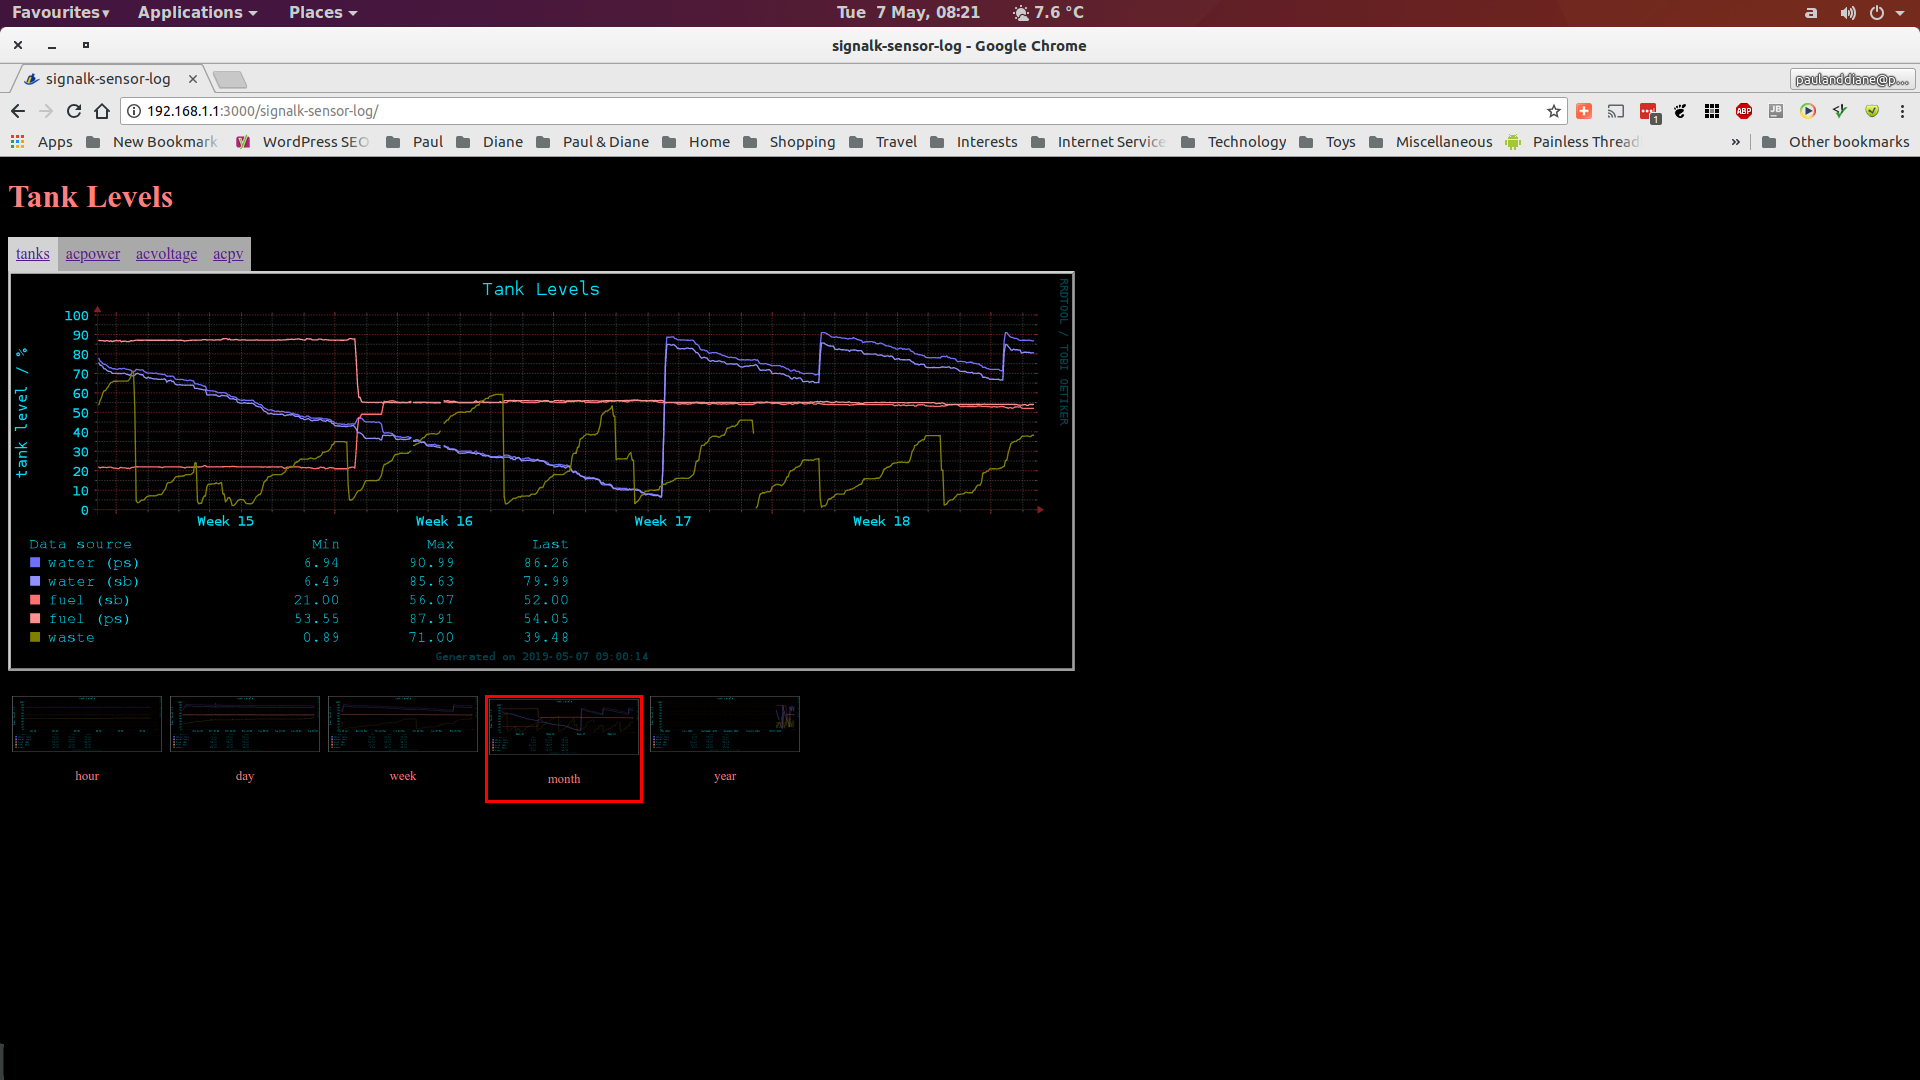 Favourites▾ Applications Places Tue 7 May, 08:21 7.6 °C a
signalk-sensor-log - Google Chrome
signalk-sensor-log paulanddiane@p...
192.168.1.1:3000/signalk-sensor-log/ 1 ABP JB
Apps New Bookmark WordPress SEO Paul Diane Paul & Diane Home Shopping Travel Interests Internet Service Technology Toys Miscellaneous Painless Thread » Other bookmarks
Tank Levels
tanks acpower acvoltage acpv
Tank Levels
RRDTOOL / TOBI OETIKER
tank level / %
100
90
80
70
60
50
40
30
20
10
0
Week 15 Week 16 Week 17 Week 18
Data source Min Max Last
water (ps) 6.94 90.99 86.26
water (sb) 6.49 85.63 79.99
fuel (sb) 21.00 56.07 52.00
fuel (ps) 53.55 87.91 54.05
waste 0.89 71.00 39.48
Generated on 2019-05-07 09:00:14
hour day week month year